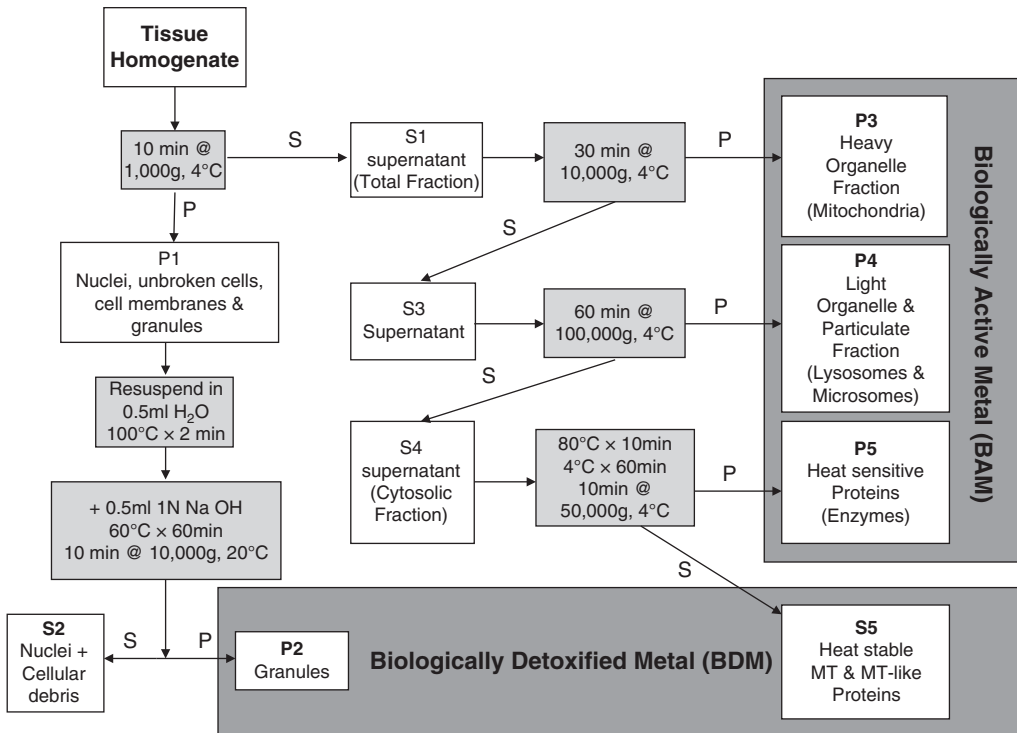 Tissue
Homogenate
10 min @
1,000g, 4°C
S
S1
supernatant
(Total Fraction)
30 min @
10,000g, 4°C
P
P3
Heavy
Organelle
Fraction
(Mitochondria)
P
S
P1
Nuclei, unbroken cells,
cell membranes &
granules
S3
Supernatant
60 min @
100,000g, 4°C
P
P4
Light
Organelle &
Particulate
Fraction
(Lysosomes &
Microsomes)
Biologically Active Metal (BAM)
S
Resuspend in
0.5ml H₂O
100°C × 2 min
S4
supernatant
(Cytosolic
Fraction)
80°C × 10min
4°C × 60min
10min @
50,000g, 4°C
P
P5
Heat sensitive
Proteins
(Enzymes)
+ 0.5ml 1N Na OH
60°C × 60min
10 min @ 10,000g, 20°C
S
S2
Nuclei +
Cellular
debris
S
P
P2
Granules
Biologically Detoxified Metal (BDM)
S5
Heat stable
MT & MT-like
Proteins